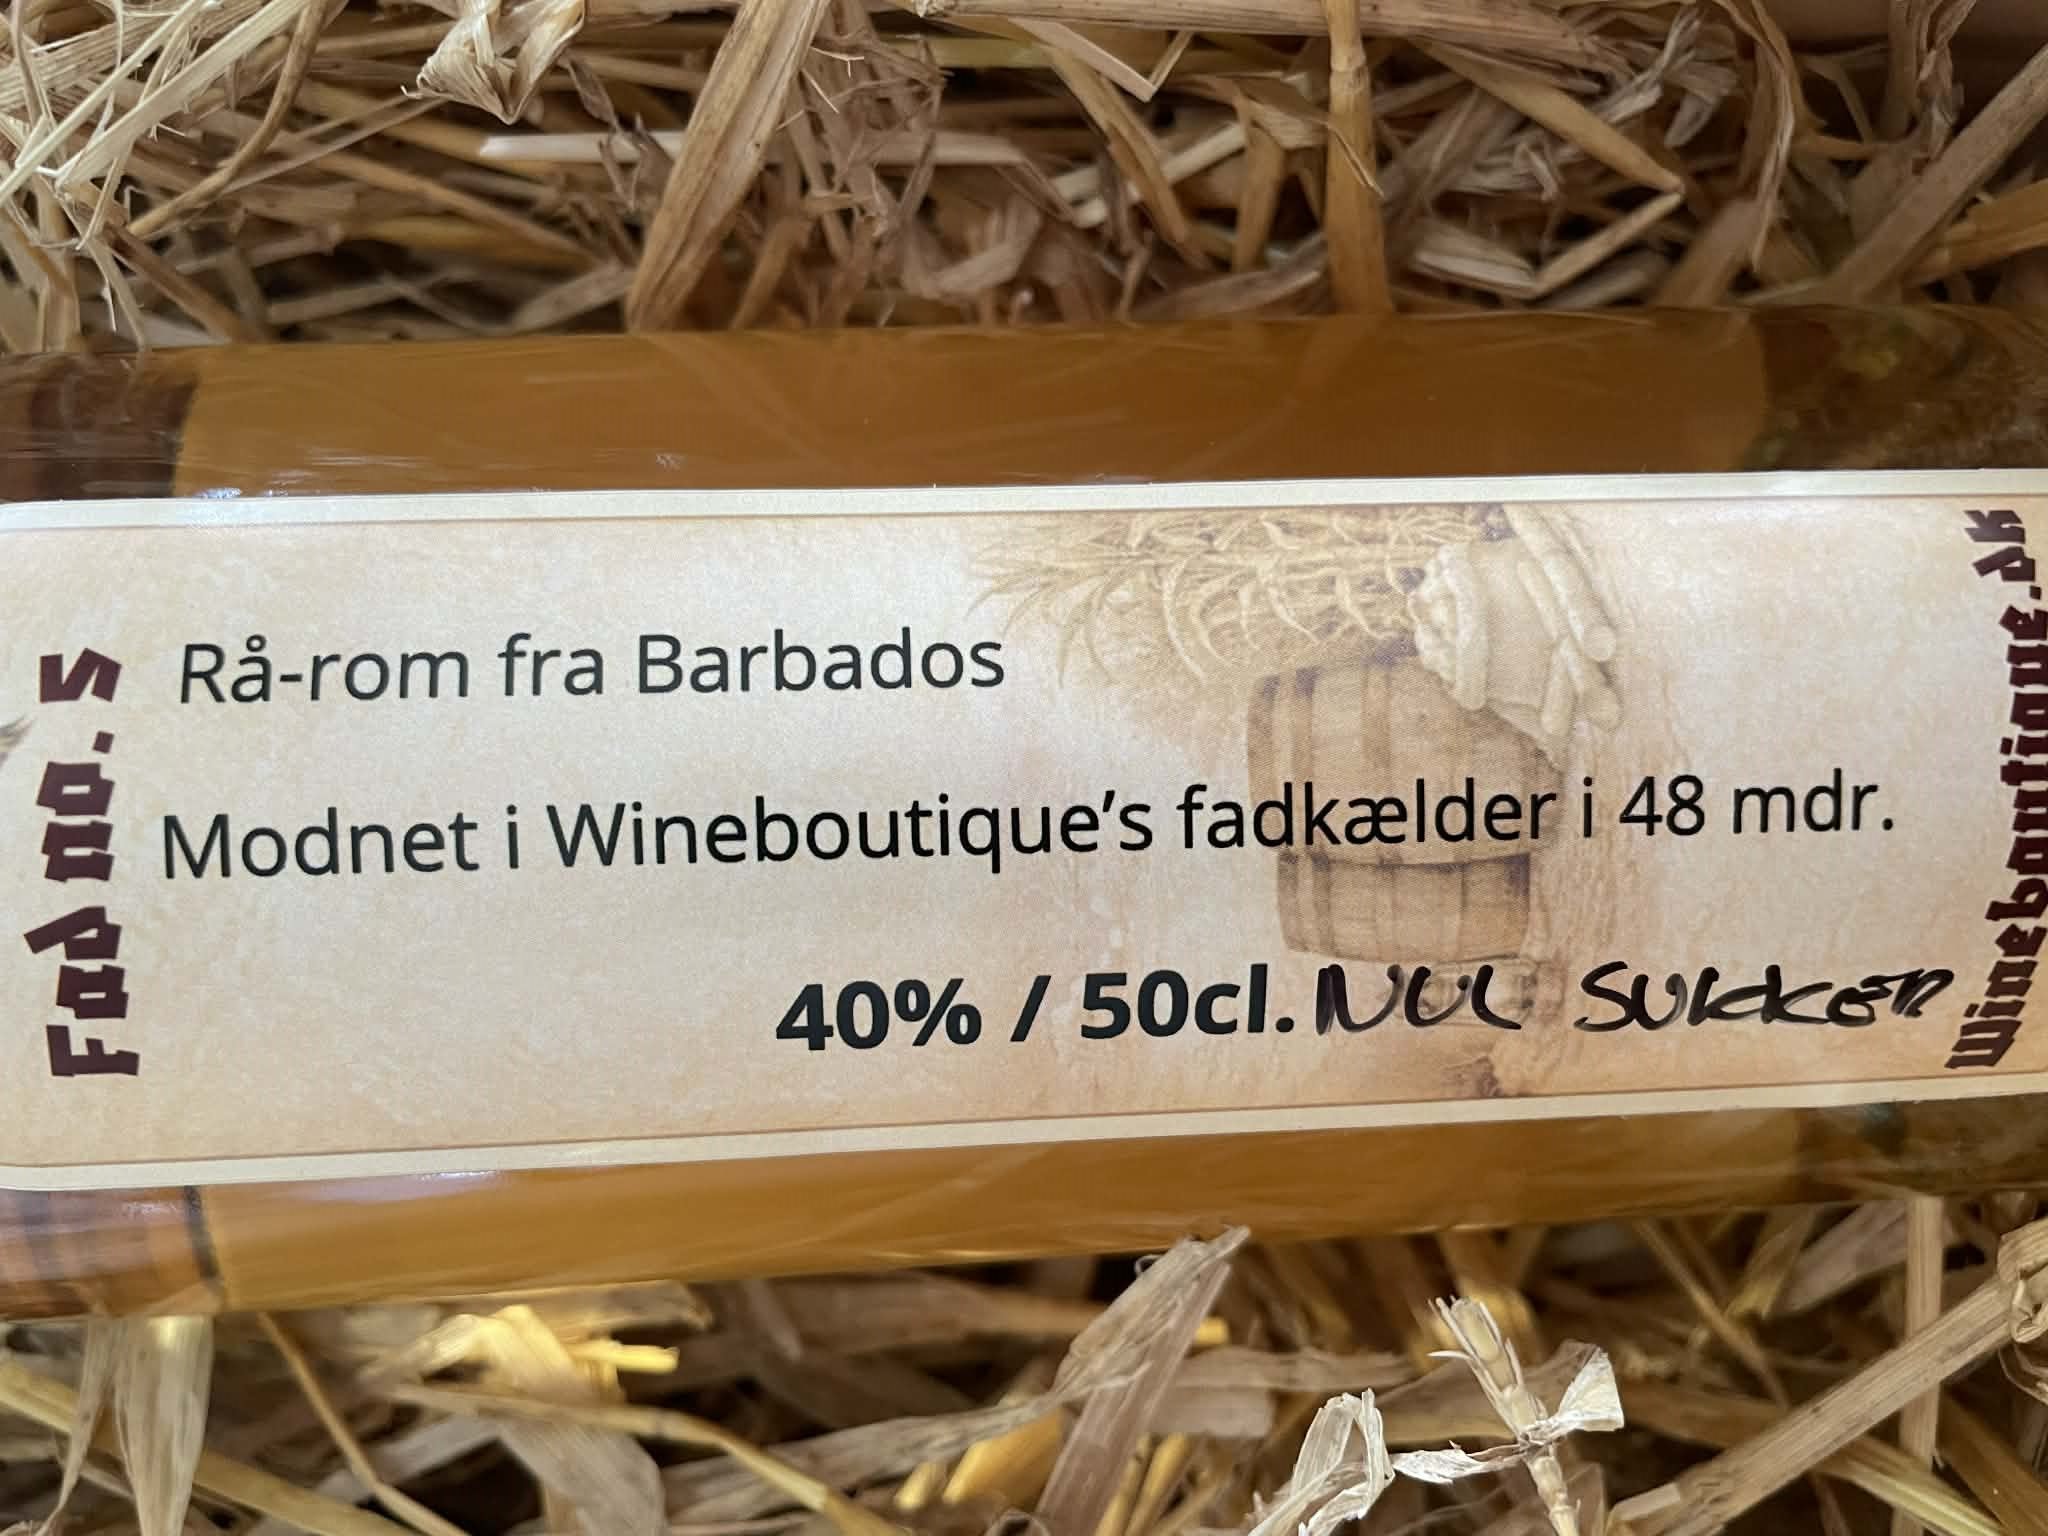 Fad no. 5
Rå-rom fra Barbados
Modnet i Wineboutique’s fadkælder i 48 mdr.
40% / 50cl. NUL SUKKER
Wineboutique.dk